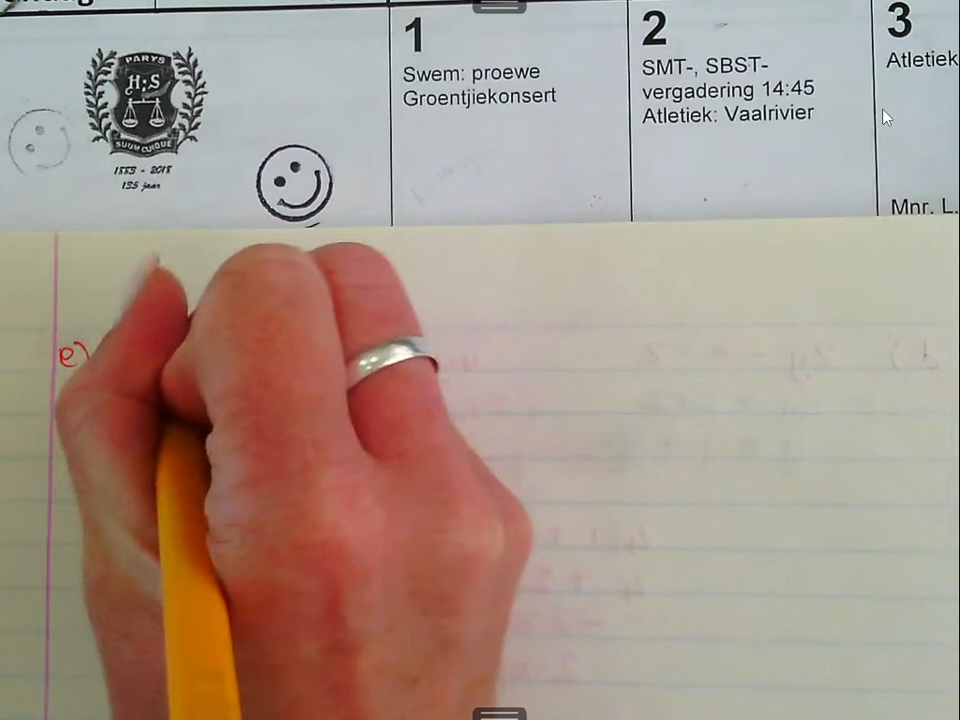 1
Swem: proewe
Groentjiekonsert
2
SMT-, SBST-
vergadering 14:45
Atletiek: Vaalrivier
3
Atletiek
Mnr. L.
PARYS
H S
SUUM CUIQUE
1883 - 2018
135 jaar
e)